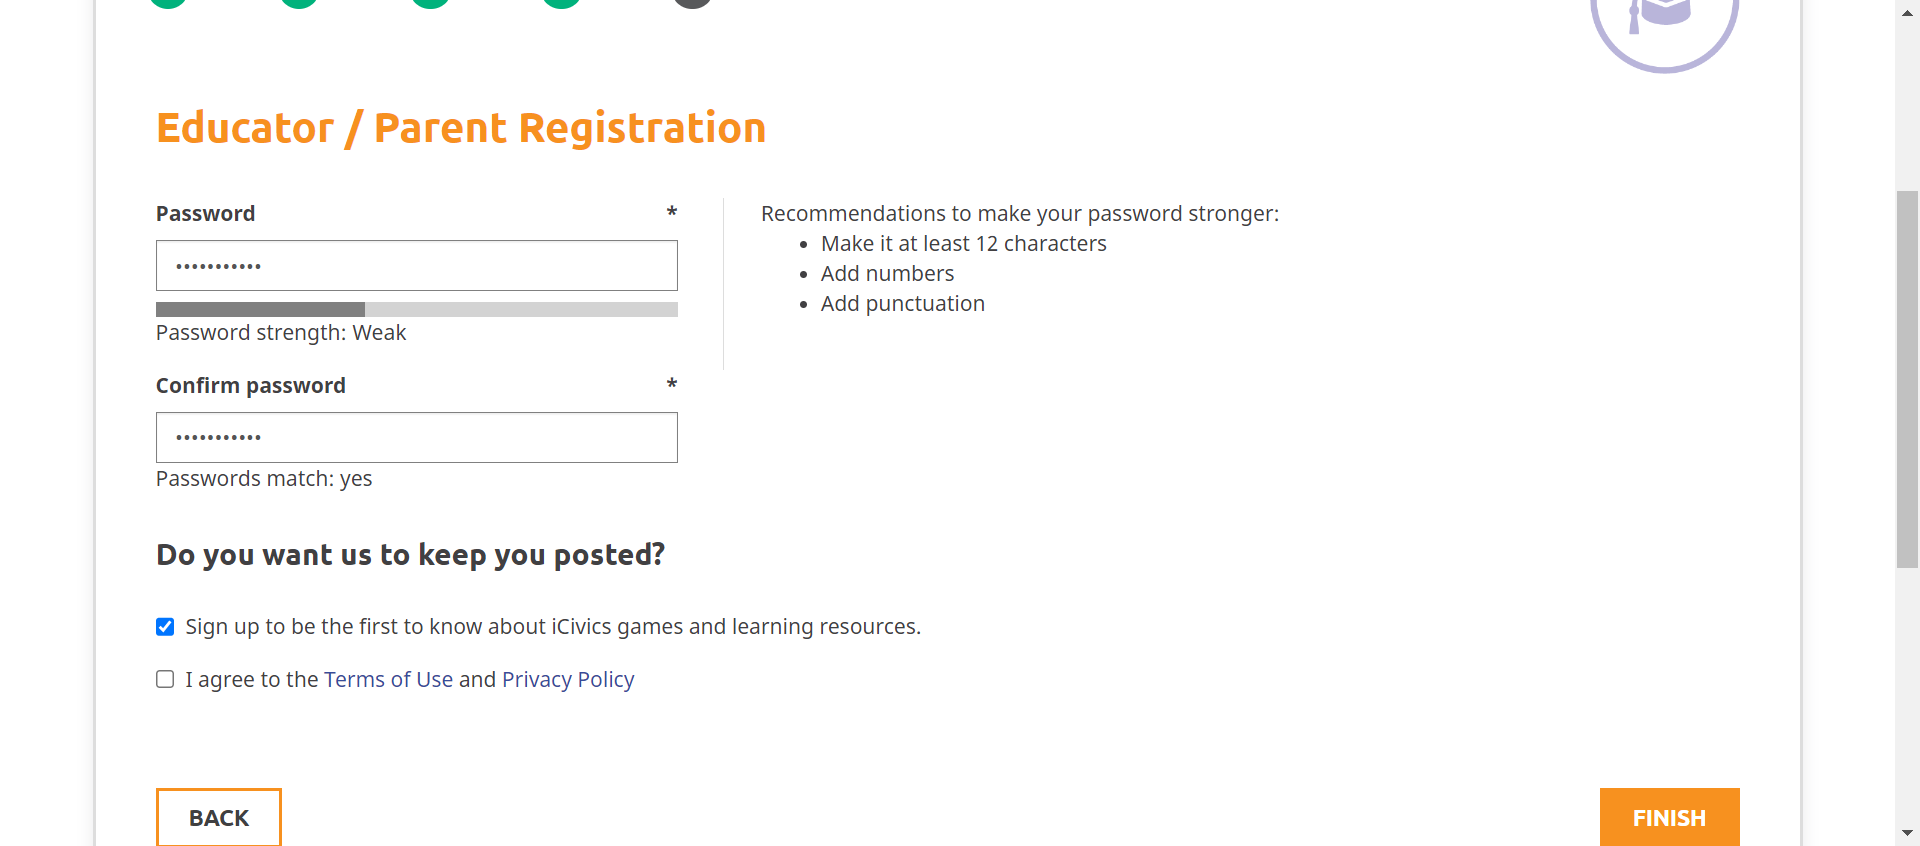 Educator / Parent Registration
Password *
•••••••••••
Password strength: Weak
Recommendations to make your password stronger:
• Make it at least 12 characters
• Add numbers
• Add punctuation
Confirm password *
•••••••••••
Passwords match: yes
Do you want us to keep you posted?
Sign up to be the first to know about iCivics games and learning resources.
I agree to the Terms of Use and Privacy Policy
BACK
FINISH